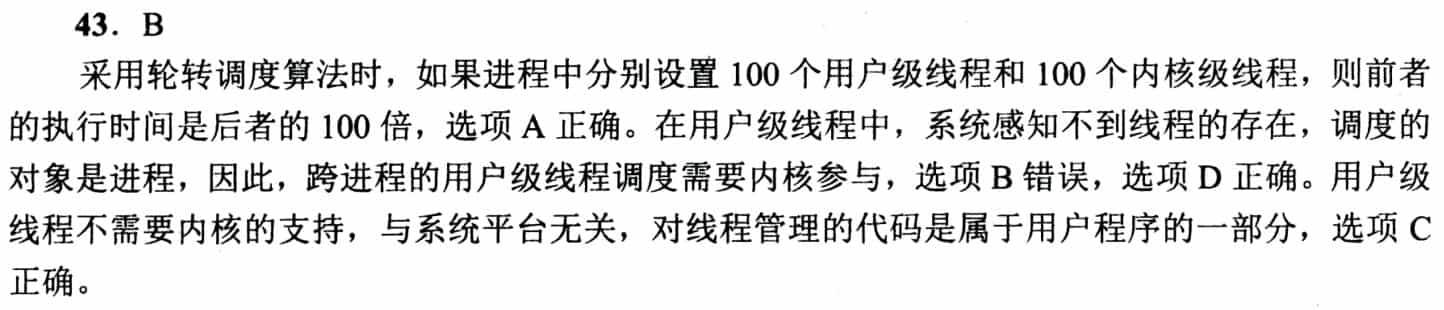 43．B
采用轮转调度算法时，如果进程中分别设置 100 个用户级线程和 100 个内核级线程，则前者
的执行时间是后者的 100 倍，选项 A 正确。在用户级线程中，系统感知不到线程的存在，调度的
对象是进程，因此，跨进程的用户级线程调度需要内核参与，选项 B 错误，选项 D 正确。用户级
线程不需要内核的支持，与系统平台无关，对线程管理的代码是属于用户程序的一部分，选项 C
正确。